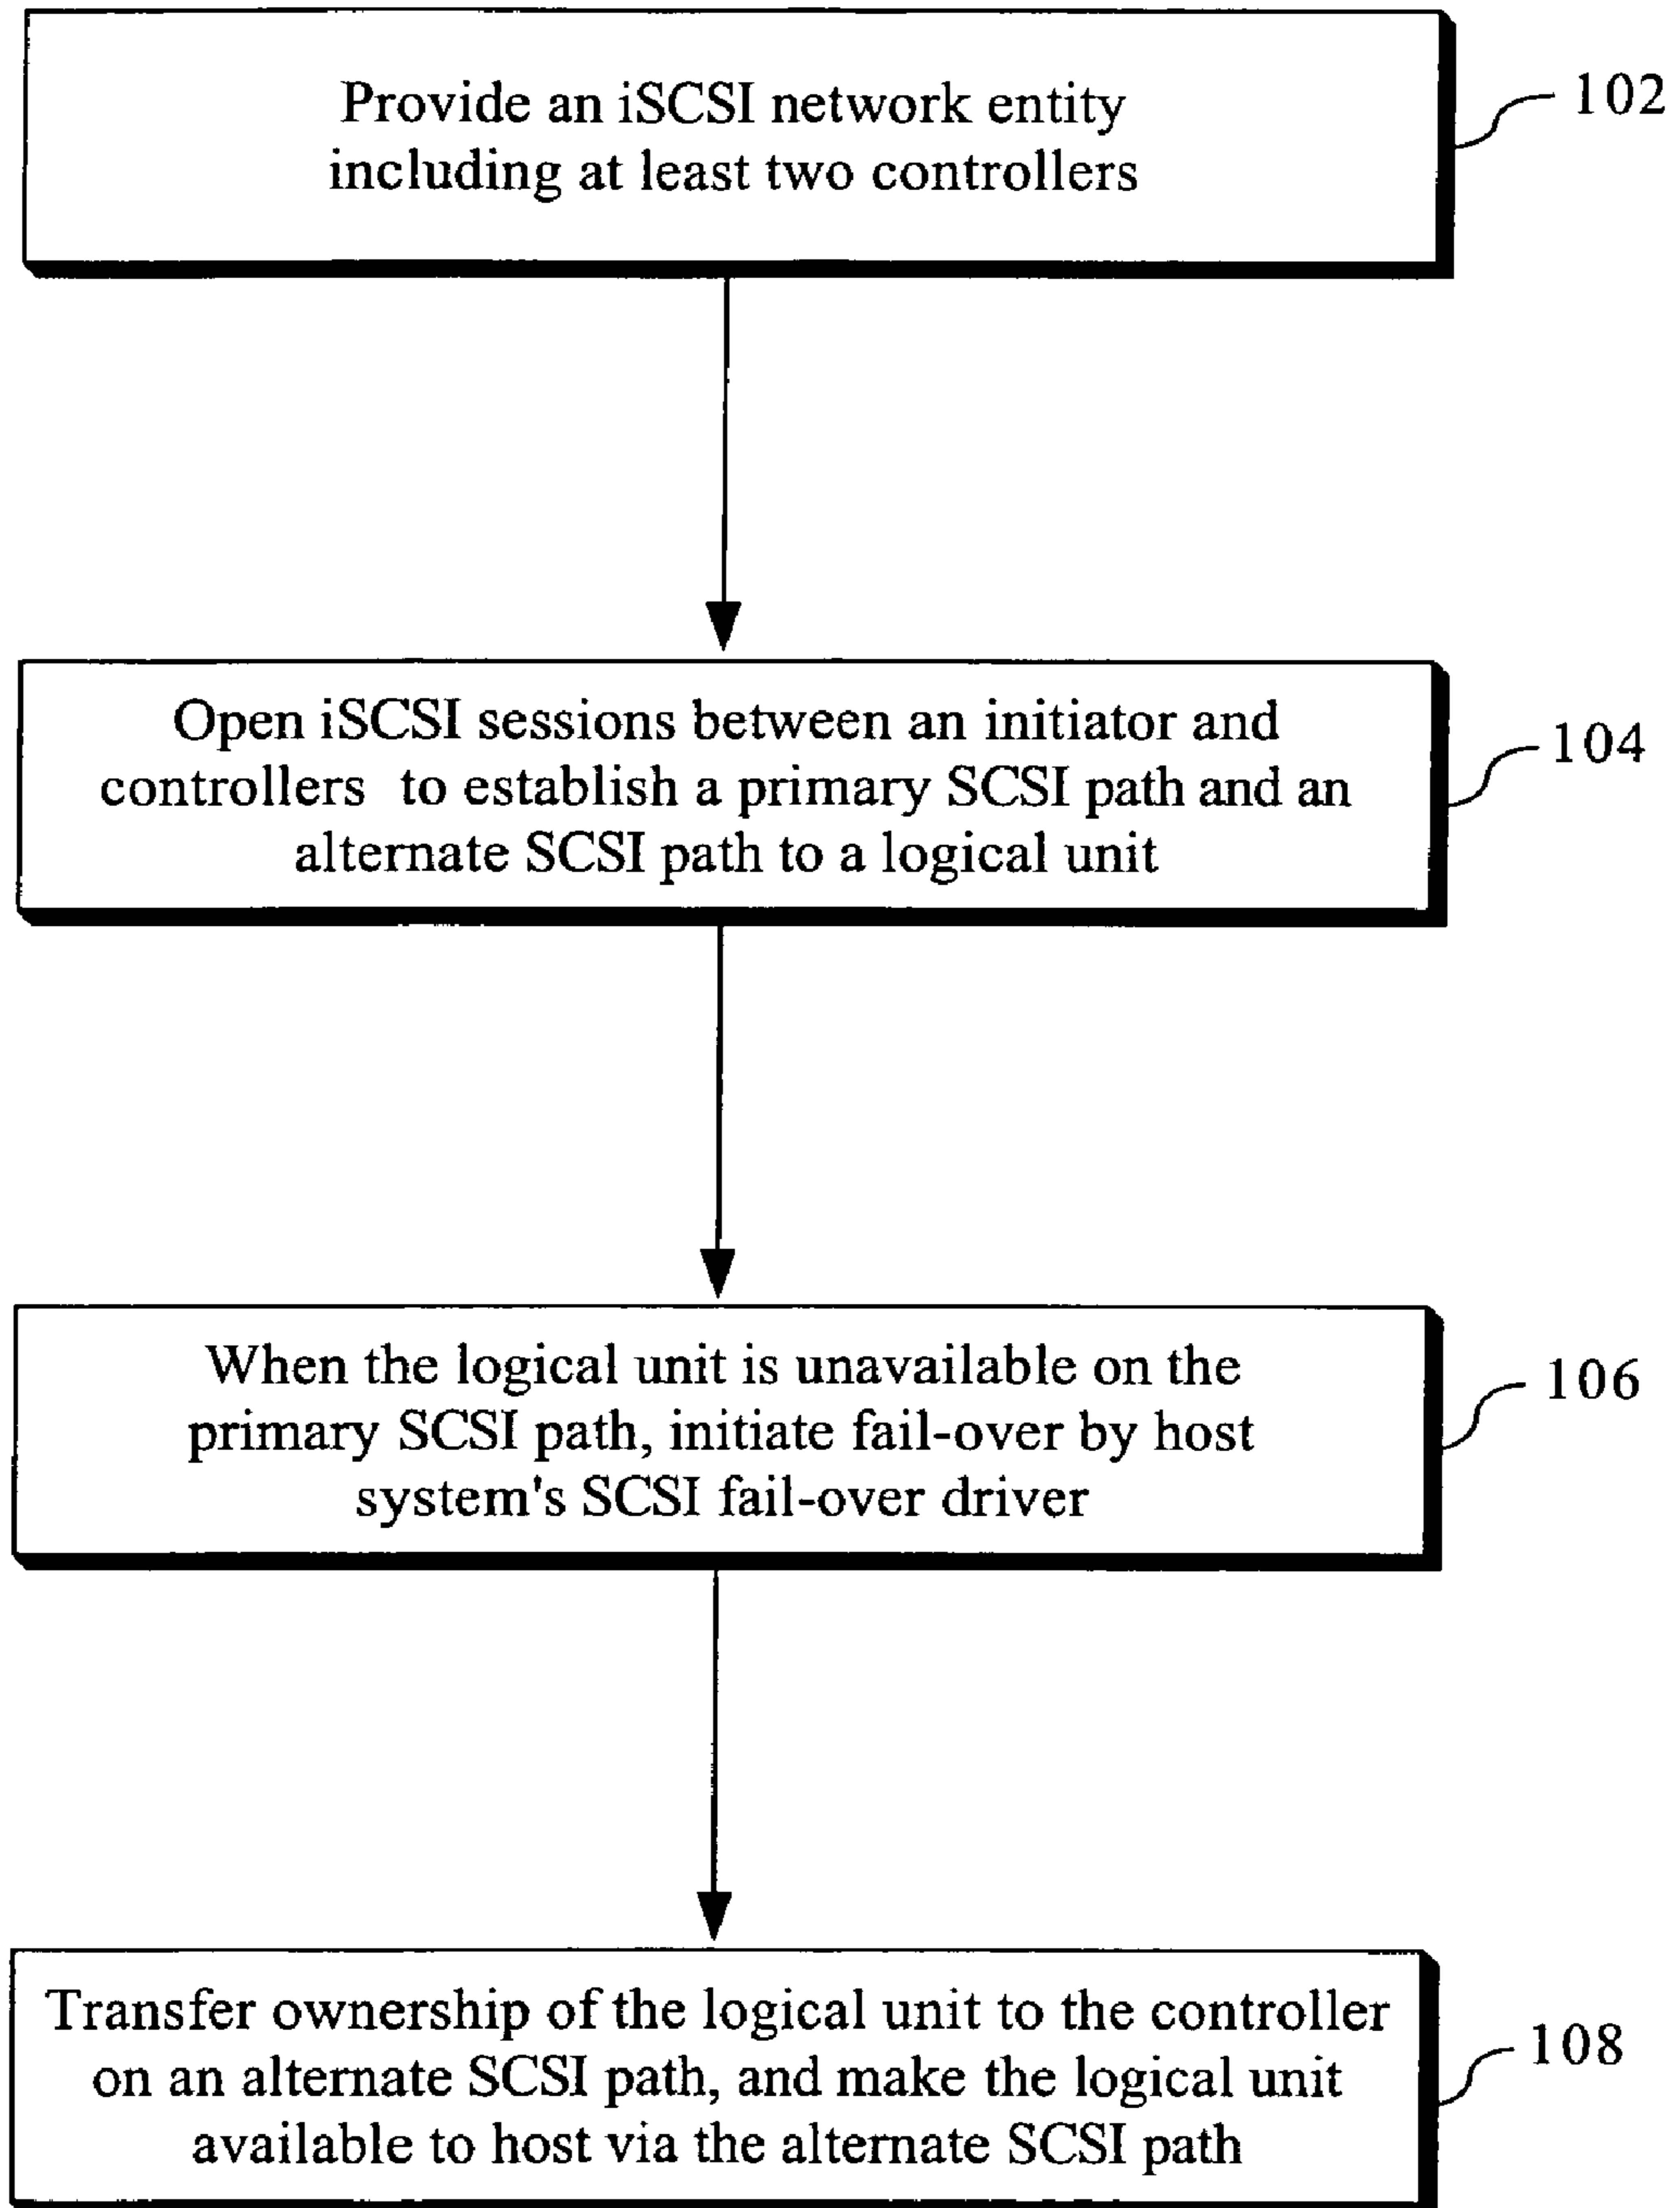 Provide an iSCSI network entity
including at least two controllers
102
Open iSCSI sessions between an initiator and
controllers to establish a primary SCSI path and an
alternate SCSI path to a logical unit
104
When the logical unit is unavailable on the
primary SCSI path, initiate fail-over by host
system's SCSI fail-over driver
106
Transfer ownership of the logical unit to the controller
on an alternate SCSI path, and make the logical unit
available to host via the alternate SCSI path
108